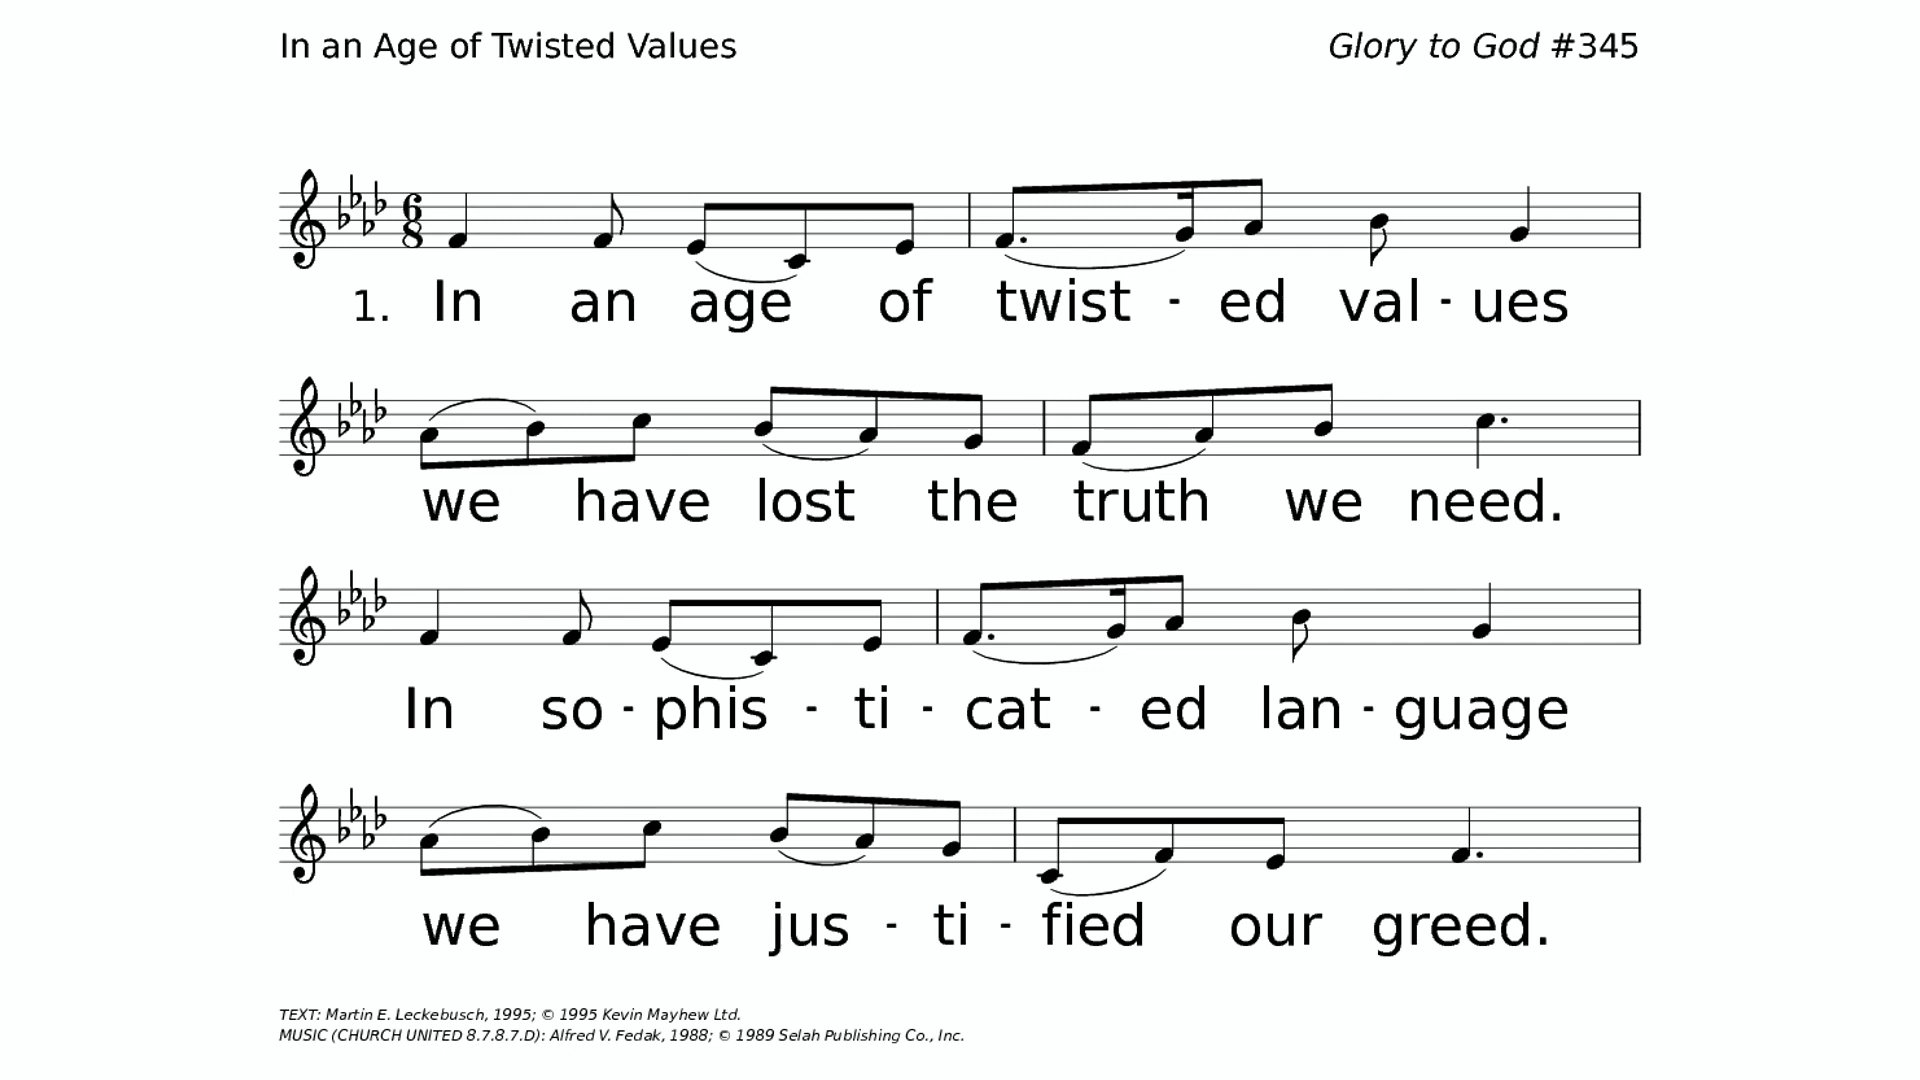 In an Age of Twisted Values
Glory to God #345
1. In an age of twist - ed val - ues
we have lost the truth we need.
In so - phis - ti - cat - ed lan - guage
we have jus - ti - fied our greed.
TEXT: Martin E. Leckebusch, 1995; © 1995 Kevin Mayhew Ltd.
MUSIC (CHURCH UNITED 8.7.8.7.D): Alfred V. Fedak, 1988; © 1989 Selah Publishing Co., Inc.